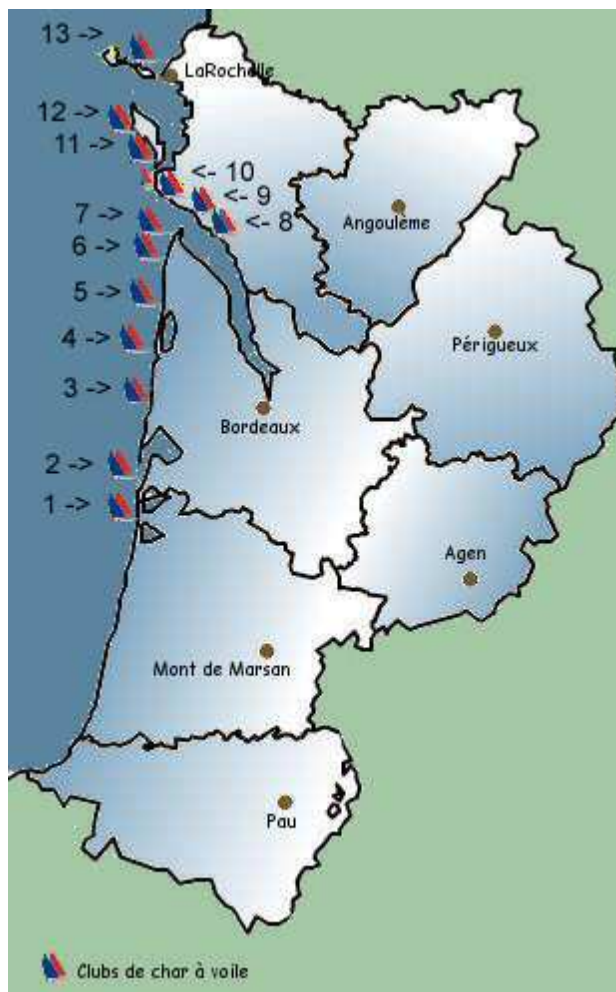 13 ->
LaRochelle
12 ->
11 ->
<- 10
<- 9
<- 8
7 ->
Angouleme
6 ->
5 ->
4 ->
Périgueux
3 ->
Bordeaux
2 ->
1 ->
Agen
Mont de Marsan
Pau
Clubs de char à voile